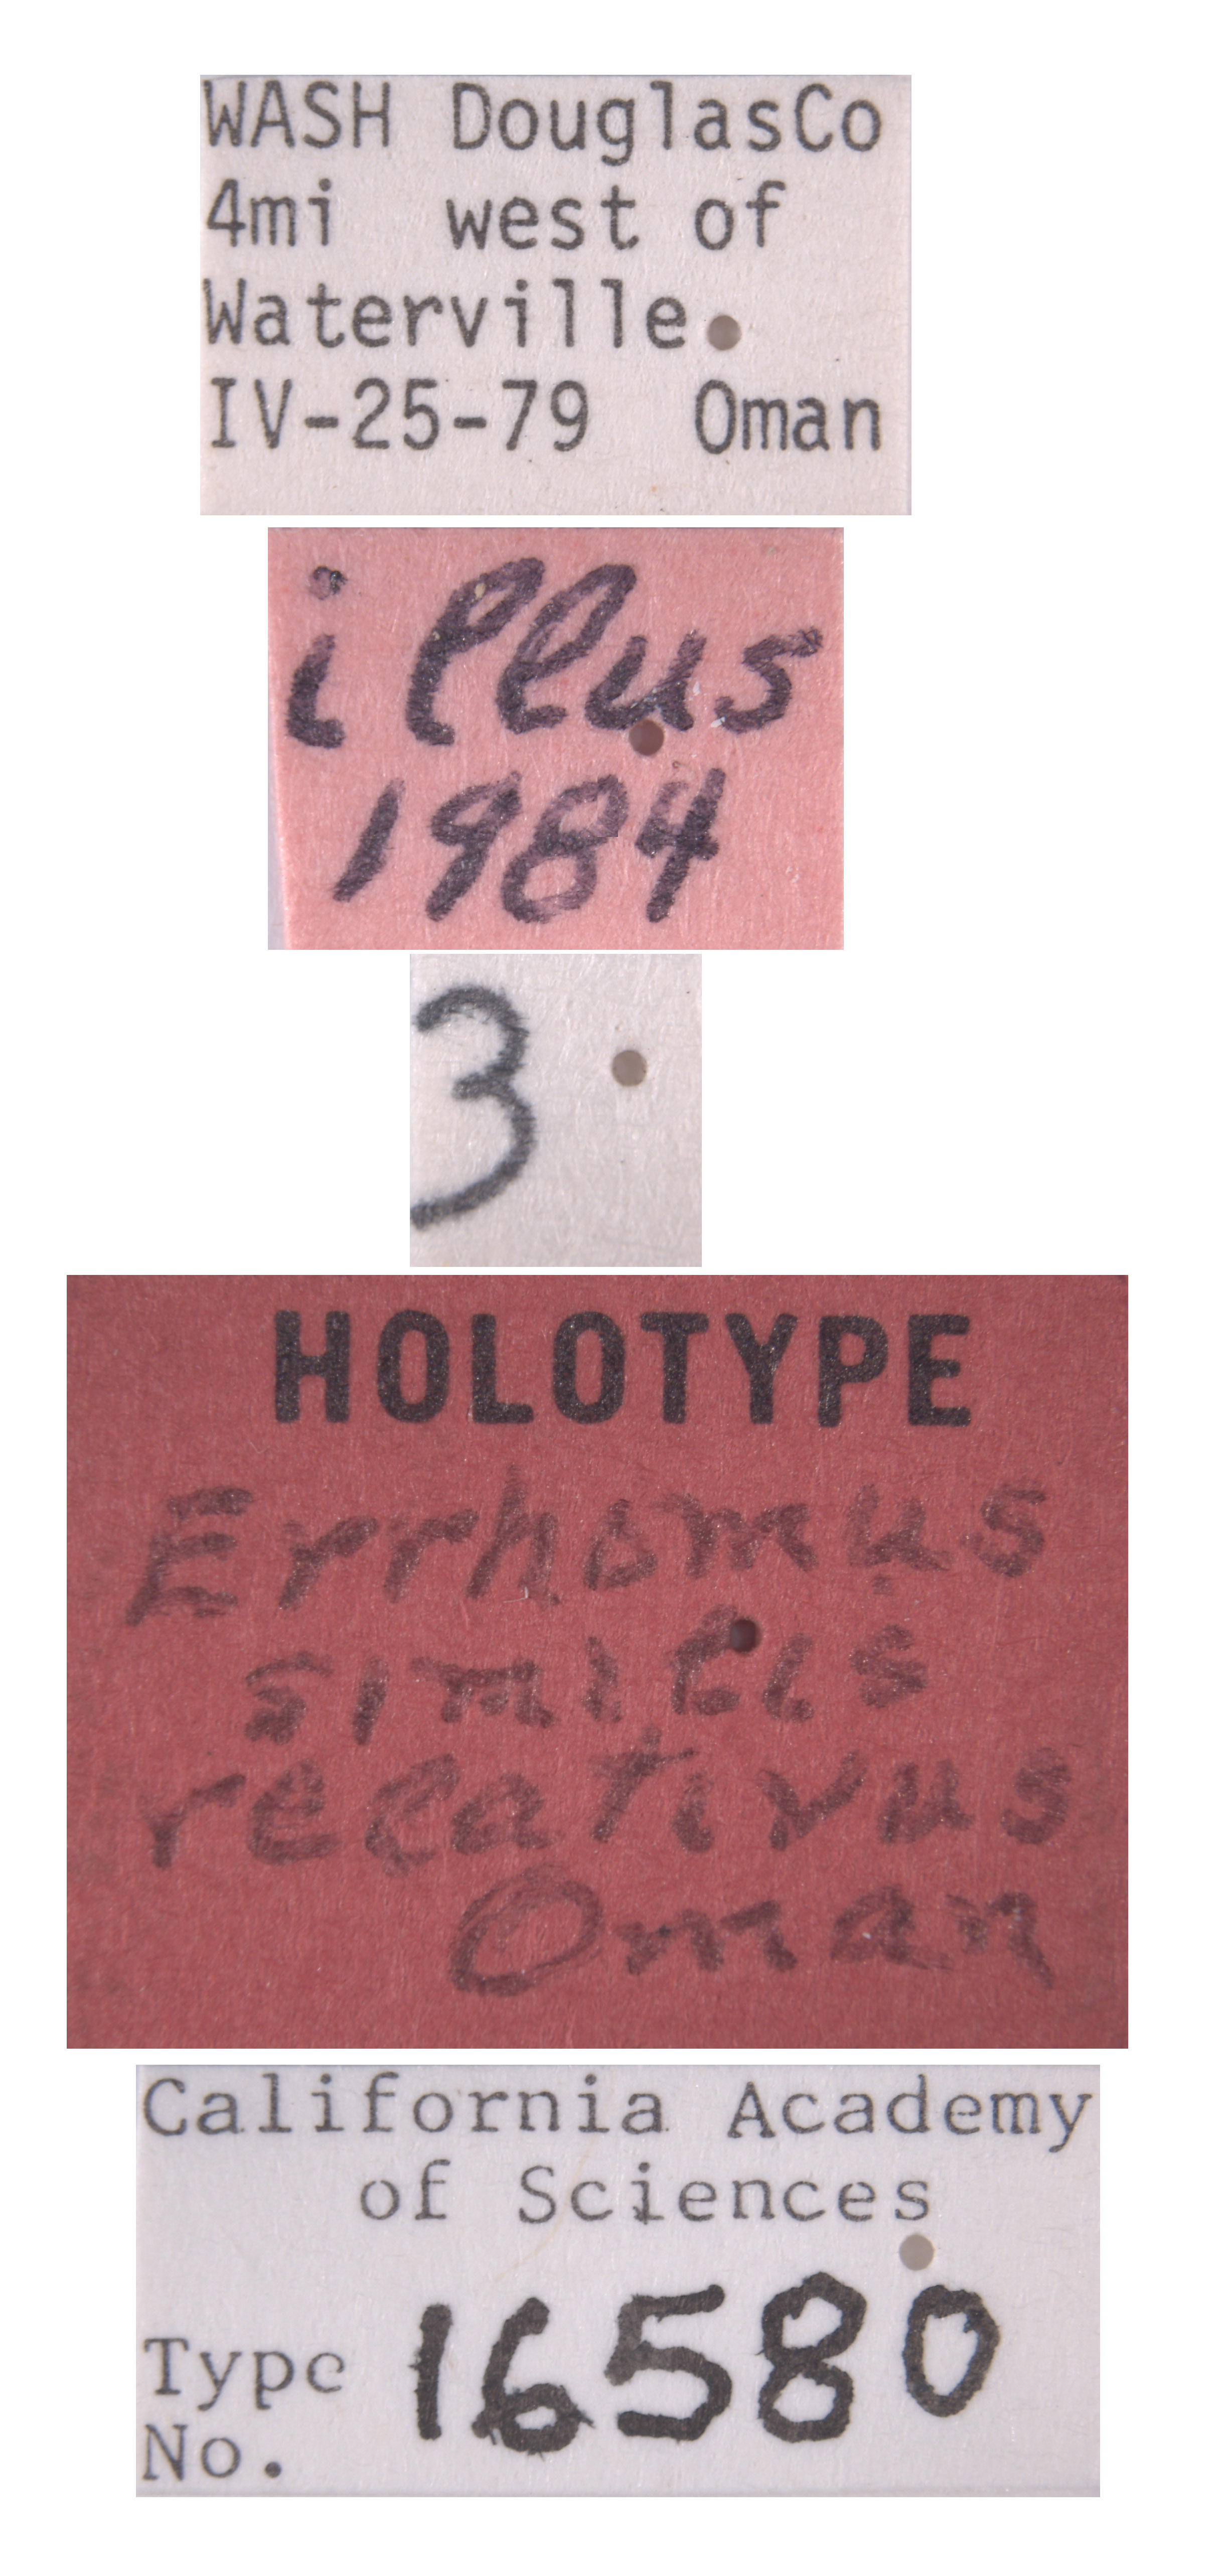 WASH DouglasCo
4mi west of
Waterville
IV-25-79 Oman
illus
1984
3
HOLOTYPE
Errhomus
similis
relativus
Oman
California Academy
of Sciences
Type
No. 16580